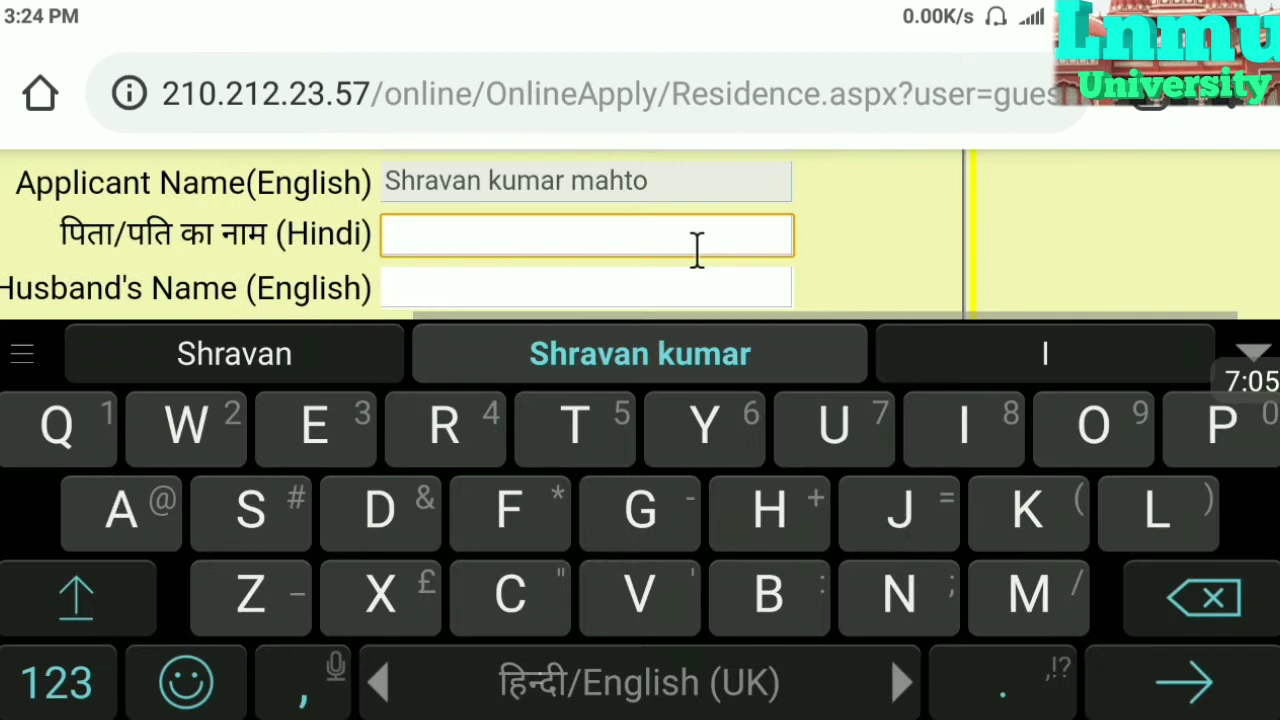 3:24 PM 0.00K/s
Lnmu
University
210.212.23.57/online/OnlineApply/Residence.aspx?user=gues
Applicant Name(English) Shravan kumar mahto
पिता/पति का नाम (Hindi)
Husband's Name (English)
Shravan Shravan kumar I
7:05
Q 1 W 2 E 3 R 4 T 5 Y 6 U 7 I 8 O 9 P 0
A @ S # D & F * G - H + J = K ( L )
Z – X £ C " V ' B : N ; M /
123 , हिन्दी/English (UK) . ,!?